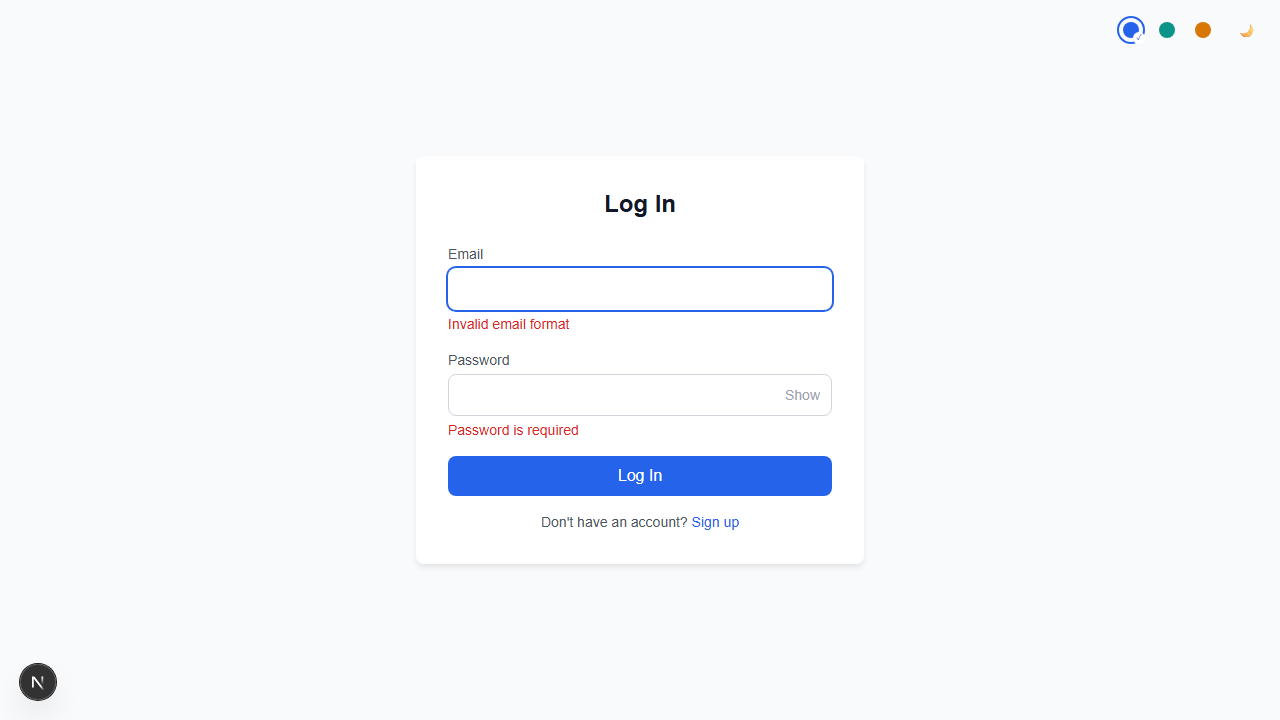 Log In
Email
Invalid email format
Password
Show
Password is required
Log In
Don't have an account? Sign up
N